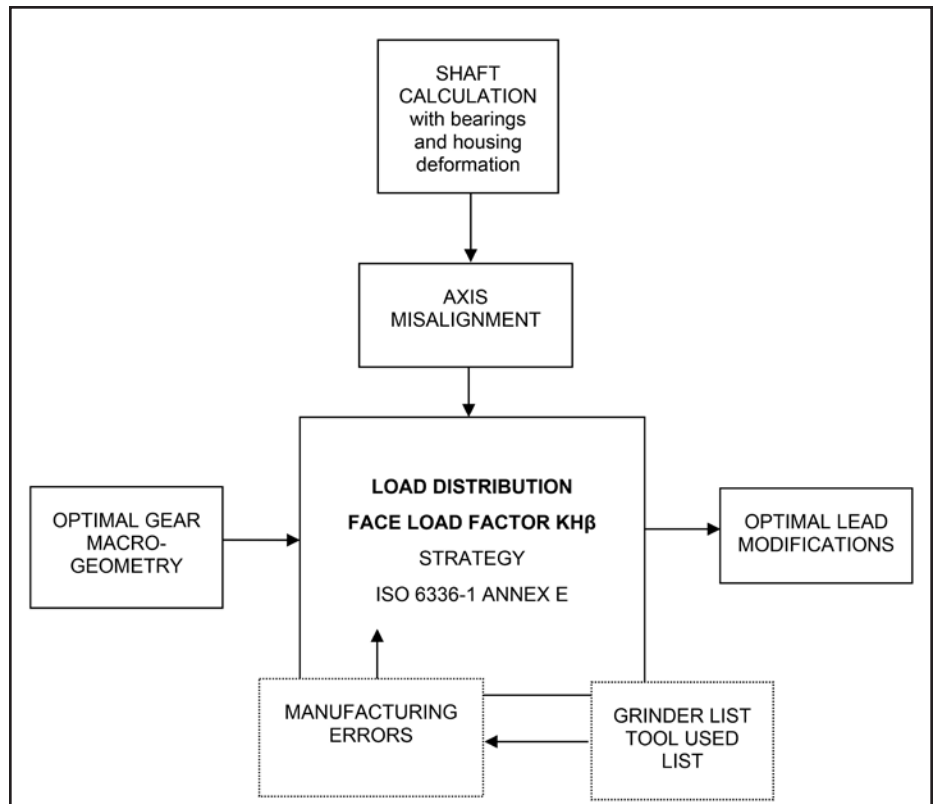 SHAFT
CALCULATION
with bearings
and housing
deformation
AXIS
MISALIGNMENT
OPTIMAL GEAR
MACRO-
GEOMETRY
LOAD DISTRIBUTION
FACE LOAD FACTOR KHβ
STRATEGY
ISO 6336-1 ANNEX E
OPTIMAL LEAD
MODIFICATIONS
MANUFACTURING
ERRORS
GRINDER LIST
TOOL USED
LIST